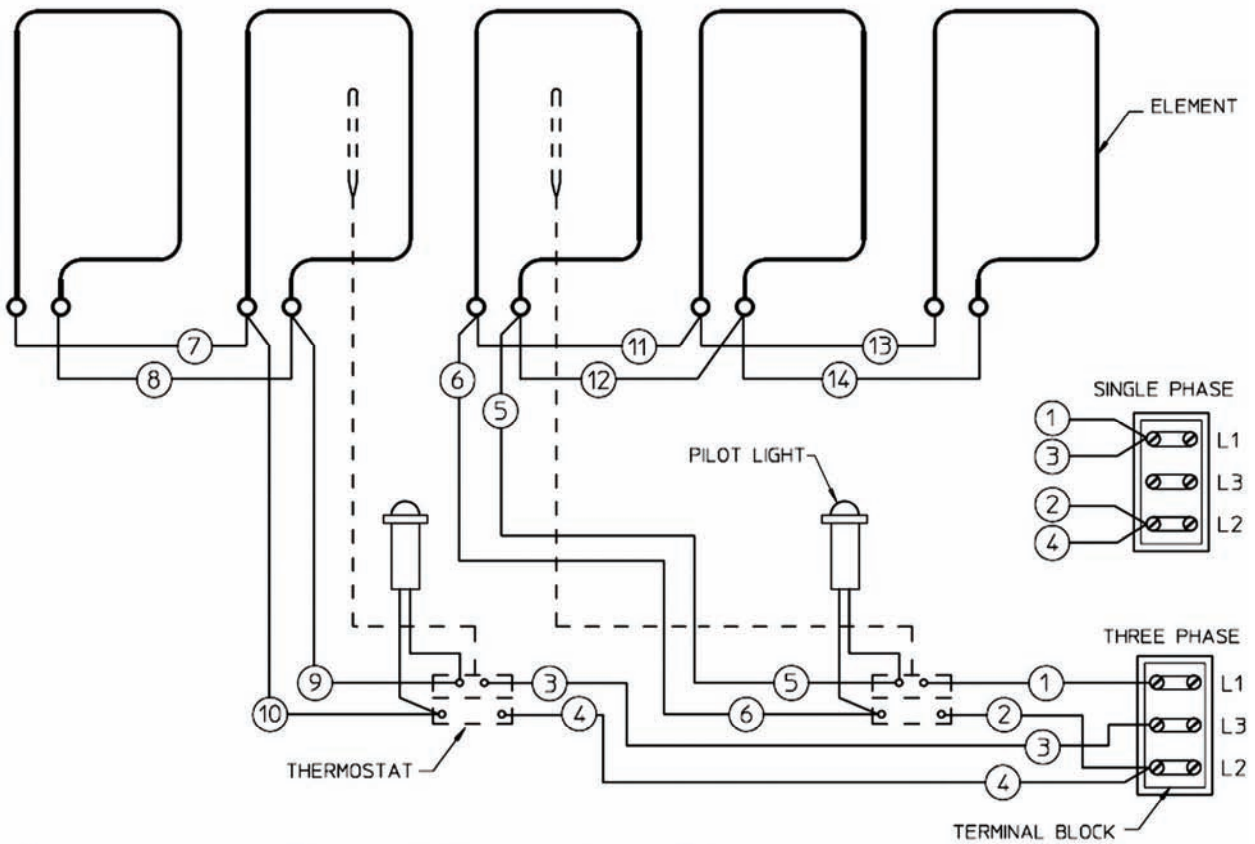 ELEMENT
7
8
6
5
11
12
13
14
SINGLE PHASE
1
3
2
4
L1
L3
L2
PILOT LIGHT
THREE PHASE
9
3
5
1
L1
10
4
6
2
L3
3
THERMOSTAT
4
L2
TERMINAL BLOCK